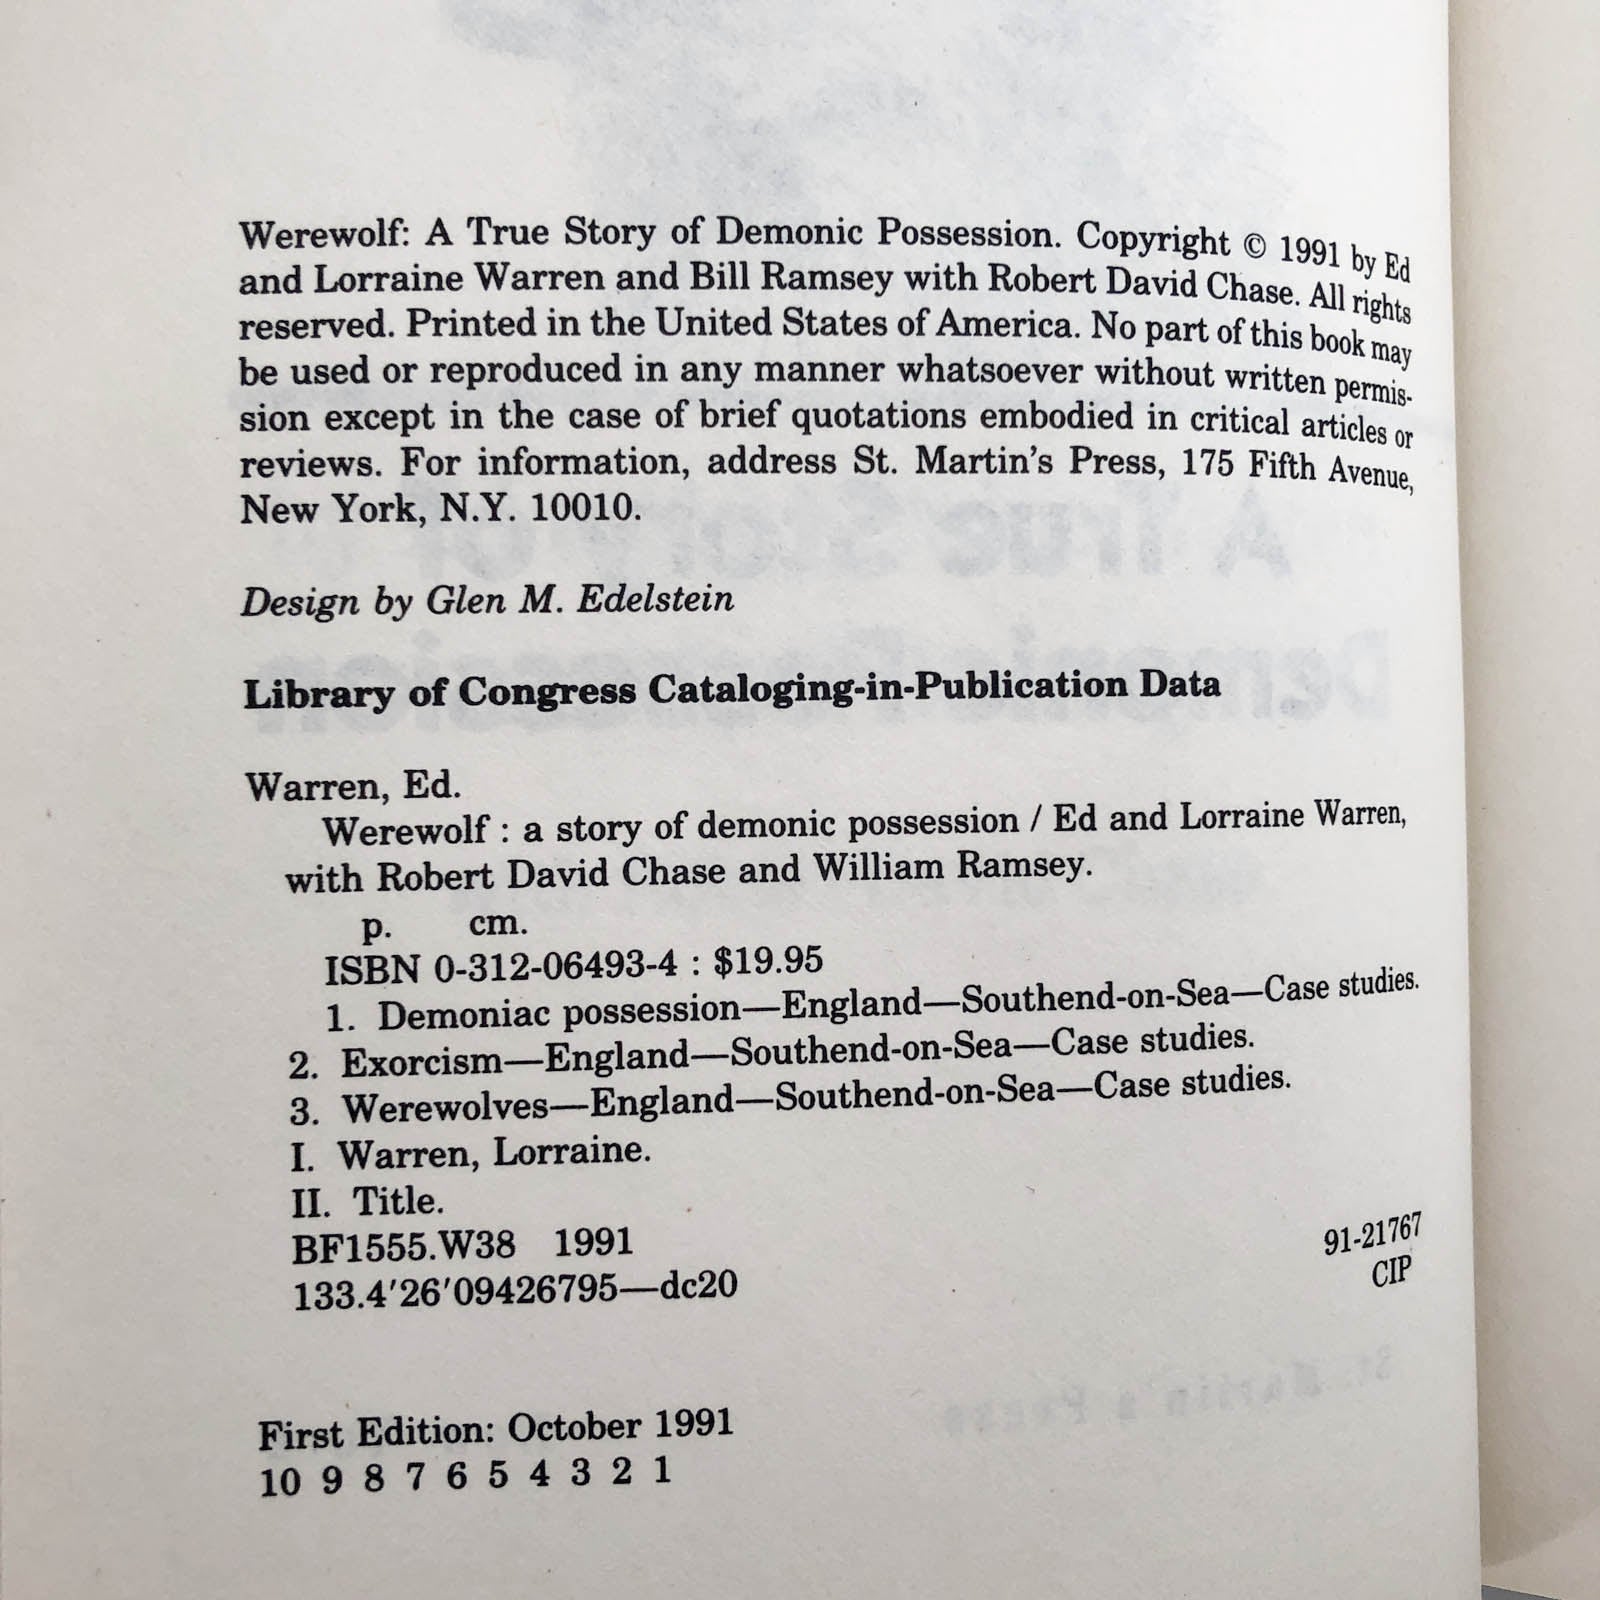 Werewolf: A True Story of Demonic Possession. Copyright © 1991 by Ed
and Lorraine Warren and Bill Ramsey with Robert David Chase. All rights
reserved. Printed in the United States of America. No part of this book may
be used or reproduced in any manner whatsoever without written permis-
sion except in the case of brief quotations embodied in critical articles or
reviews. For information, address St. Martin's Press, 175 Fifth Avenue,
New York, N.Y. 10010.
Design by Glen M. Edelstein
Library of Congress Cataloging-in-Publication Data
Warren, Ed.
Werewolf : a story of demonic possession / Ed and Lorraine Warren,
with Robert David Chase and William Ramsey.
p. cm.
ISBN 0-312-06493-4 : $19.95
1. Demoniac possession—England—Southend-on-Sea—Case studies.
2. Exorcism—England—Southend-on-Sea—Case studies.
3. Werewolves—England—Southend-on-Sea—Case studies.
I. Warren, Lorraine.
II. Title.
BF1555.W38 1991
133.4'26'09426795—dc20
91-21767
CIP
First Edition: October 1991
10 9 8 7 6 5 4 3 2 1